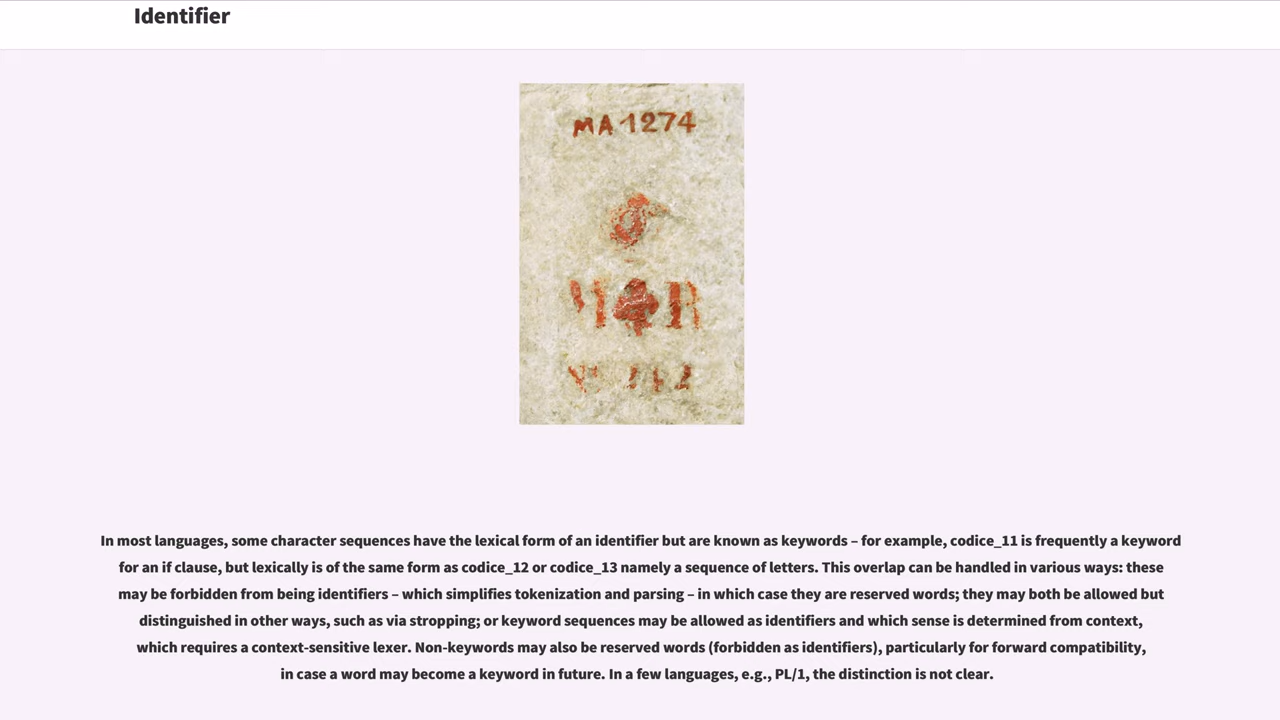 Identifier
MA 1274
R
In most languages, some character sequences have the lexical form of an identifier but are known as keywords – for example, codice_11 is frequently a keyword
for an if clause, but lexically is of the same form as codice_12 or codice_13 namely a sequence of letters. This overlap can be handled in various ways: these
may be forbidden from being identifiers – which simplifies tokenization and parsing – in which case they are reserved words; they may both be allowed but
distinguished in other ways, such as via stropping; or keyword sequences may be allowed as identifiers and which sense is determined from context,
which requires a context-sensitive lexer. Non-keywords may also be reserved words (forbidden as identifiers), particularly for forward compatibility,
in case a word may become a keyword in future. In a few languages, e.g., PL/1, the distinction is not clear.